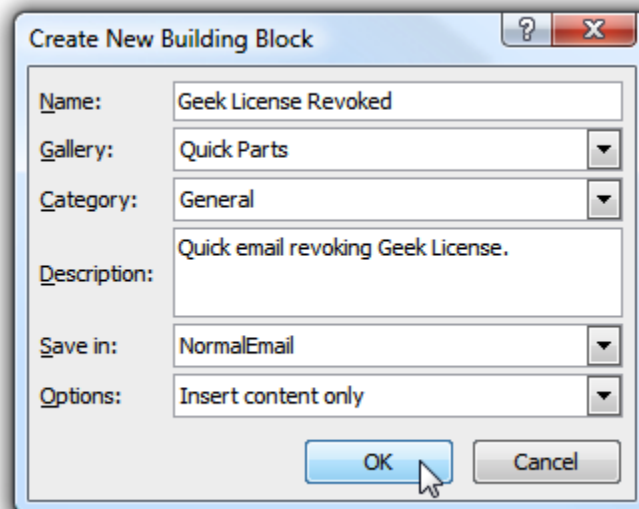 Create New Building Block
Name: Geek License Revoked
Gallery: Quick Parts
Category: General
Description: Quick email revoking Geek License.
Save in: NormalEmail
Options: Insert content only
OK Cancel